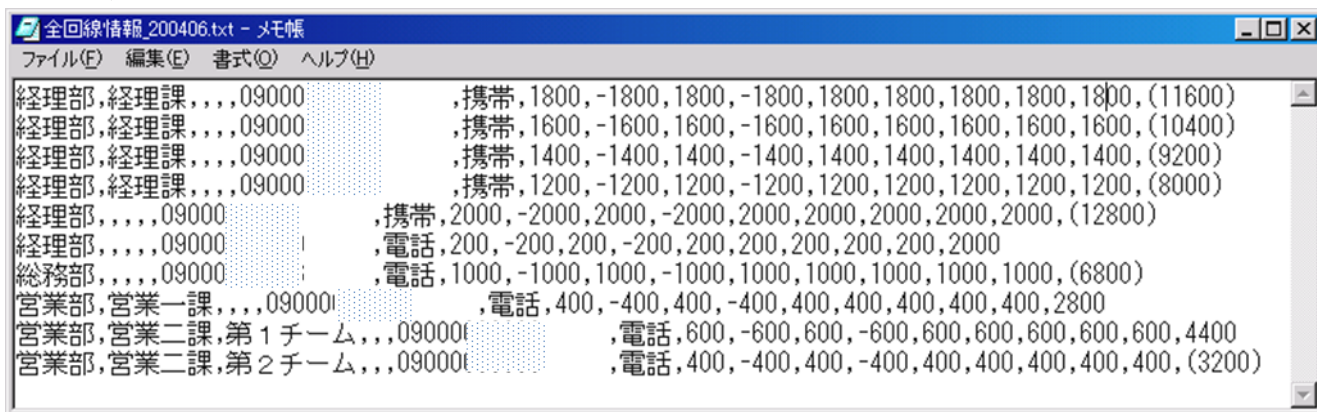 全回線情報_200406.txt - メモ帳
ファイル(F) 編集(E) 書式(O) ヘルプ(H)
経理部,経理課,,,,09000 ,携帯,1800,-1800,1800,-1800,1800,1800,1800,1800,1800,(11600)
経理部,経理課,,,,09000 ,携帯,1600,-1600,1600,-1600,1600,1600,1600,1600,1600,(10400)
経理部,経理課,,,,09000 ,携帯,1400,-1400,1400,-1400,1400,1400,1400,1400,1400,(9200)
経理部,経理課,,,,09000 ,携帯,1200,-1200,1200,-1200,1200,1200,1200,1200,1200,(8000)
経理部,,,,,09000 ,携帯,2000,-2000,2000,-2000,2000,2000,2000,2000,2000,(12800)
経理部,,,,,09000 ,電話,200,-200,200,-200,200,200,200,200,200,2000
総務部,,,,,09000 ,電話,1000,-1000,1000,-1000,1000,1000,1000,1000,1000,(6800)
営業部,営業一課,,,,09000 ,電話,400,-400,400,-400,400,400,400,400,400,2800
営業部,営業二課,第１チーム,,,09000 ,電話,600,-600,600,-600,600,600,600,600,600,4400
営業部,営業二課,第２チーム,,,09000 ,電話,400,-400,400,-400,400,400,400,400,400,(3200)